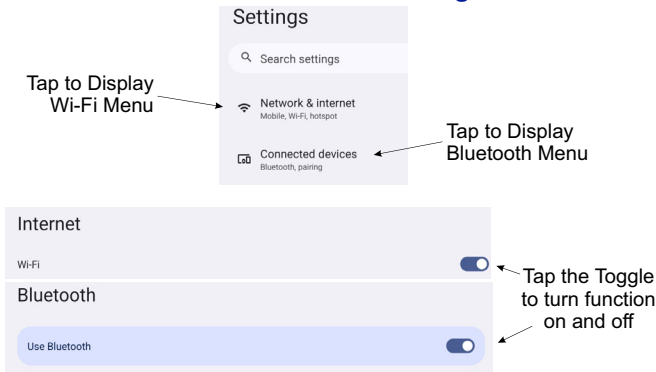 Settings
Search settings
Tap to Display
Wi-Fi Menu
Network & internet
Mobile, Wi-Fi, hotspot
Tap to Display
Bluetooth Menu
Connected devices
Bluetooth, pairing
Internet
Wi-Fi
Bluetooth
Use Bluetooth
Tap the Toggle
to turn function
on and off